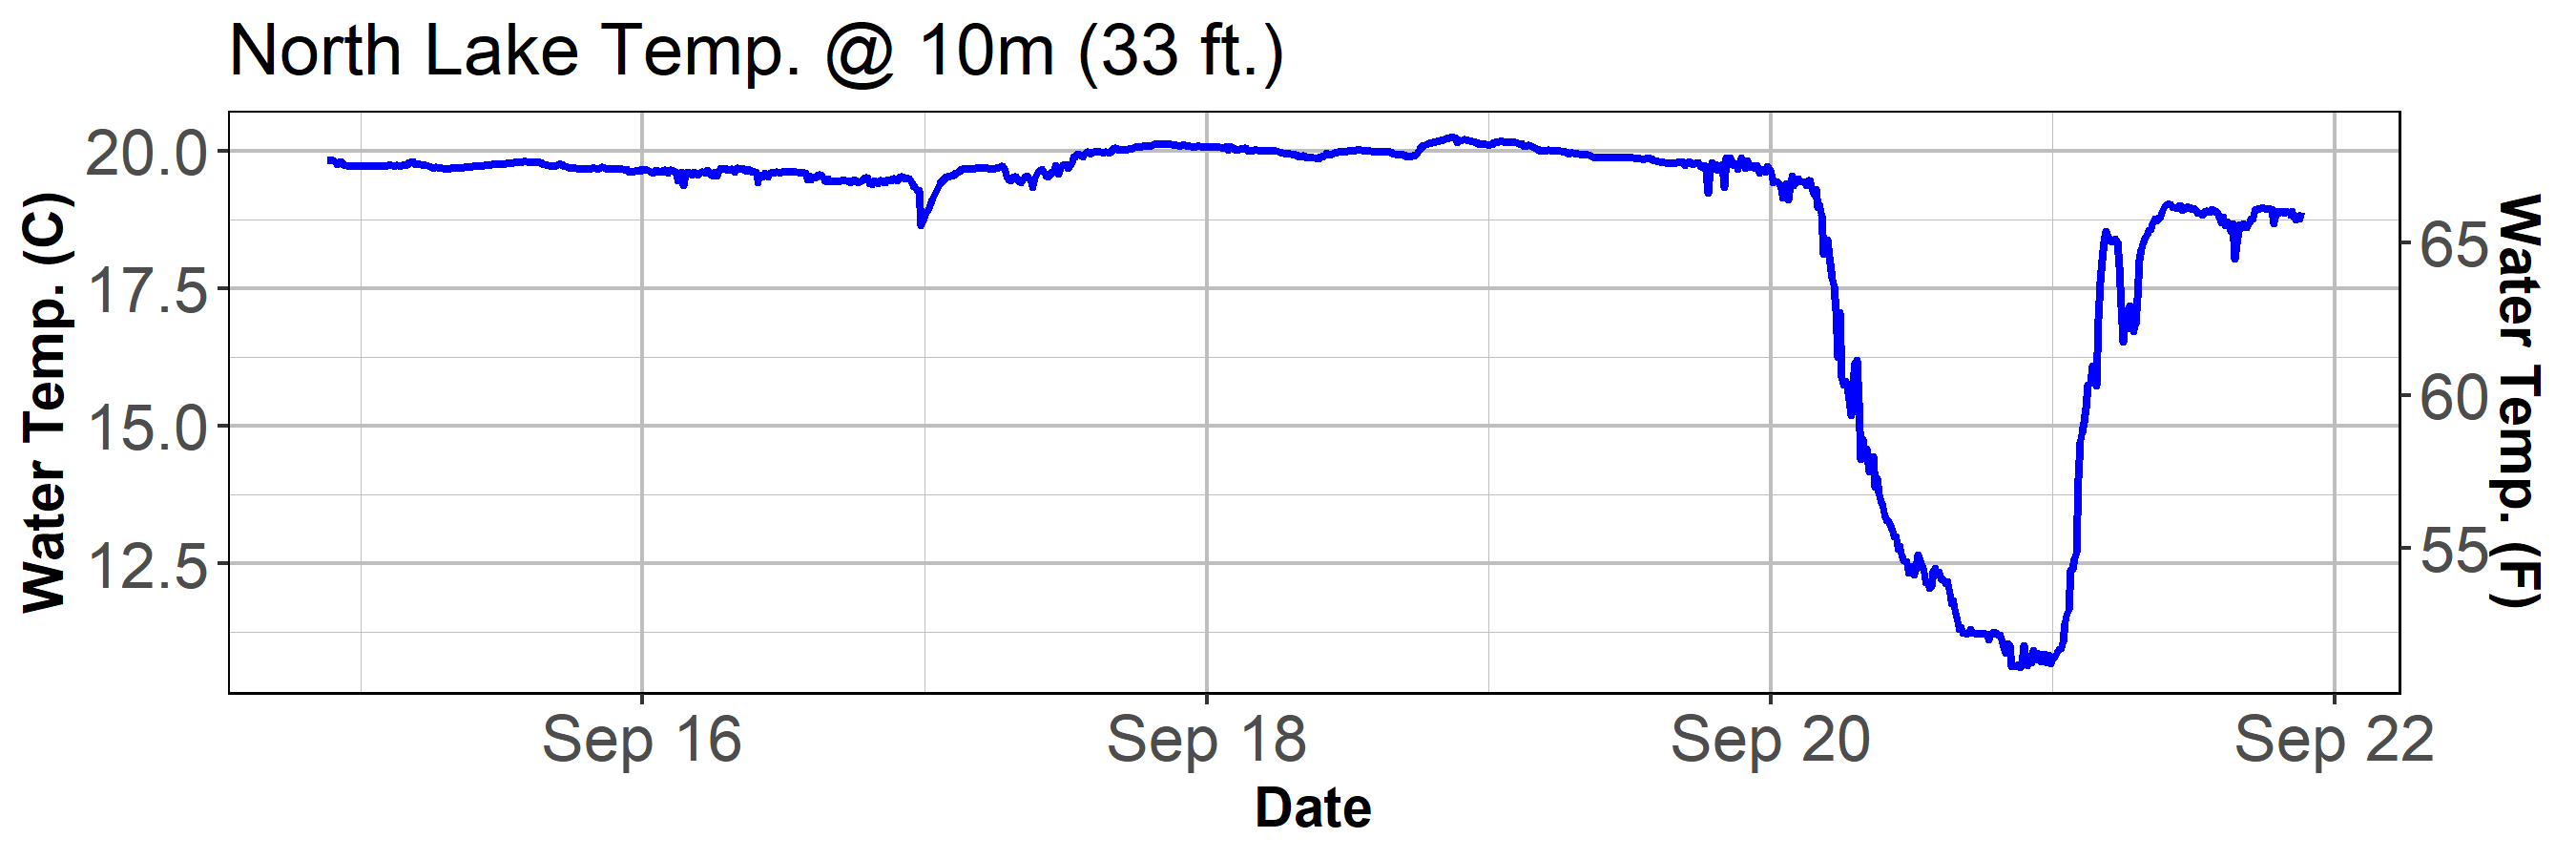 North Lake Temp. @ 10m (33 ft.)
Water Temp. (C)
20.0
17.5
15.0
12.5
65
60
55
Water Temp. (F)
Sep 16
Sep 18
Sep 20
Sep 22
Date